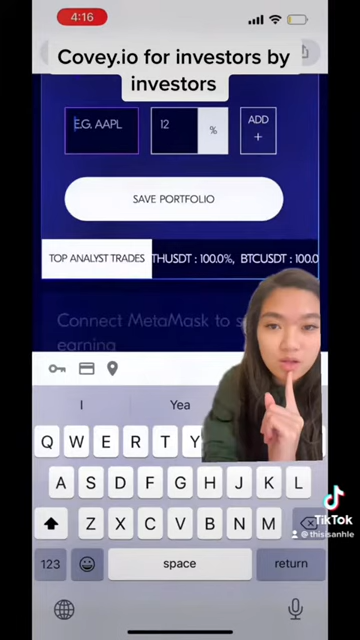 4:16
Covey.io for investors by
investors
E.G. AAPL
12
%
ADD
+
SAVE PORTFOLIO
TOP ANALYST TRADES
THUSDT : 100.0%, BTCUSDT : 100.0
Connect MetaMask to s
earning
I
Yea
Q W E R T Y
A S D F G H J K L
Z X C V B N M
123
space
return
TikTok
@thisisanhle